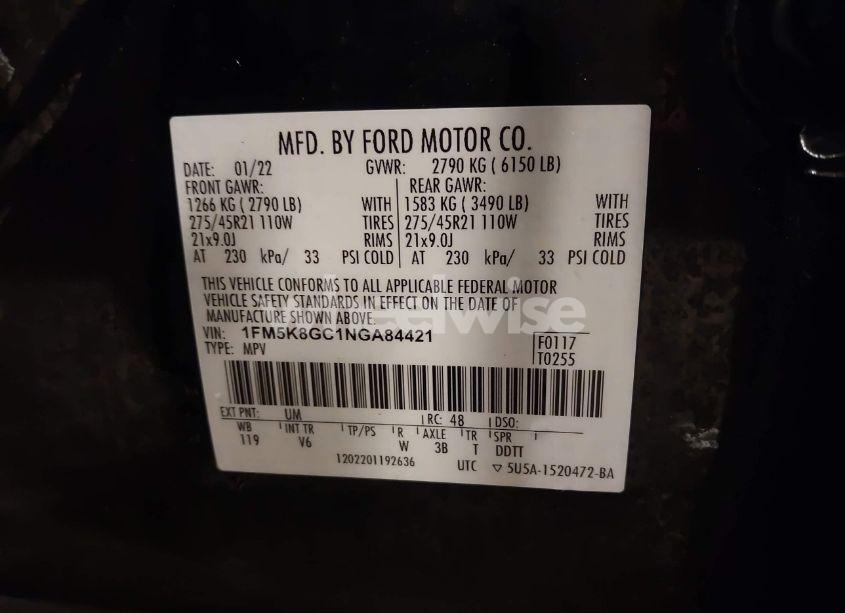 MFD. BY FORD MOTOR CO.
DATE: 01/22 GVWR: 2790 KG ( 6150 LB)
FRONT GAWR: REAR GAWR:
1266 KG ( 2790 LB) WITH 1583 KG ( 3490 LB) WITH
275/45R21 110W TIRES 275/45R21 110W TIRES
21x9.0J RIMS 21x9.0J RIMS
AT 230 kPa/ 33 PSI COLD AT 230 kPa/ 33 PSI COLD
THIS VEHICLE CONFORMS TO ALL APPLICABLE FEDERAL MOTOR
VEHICLE SAFETY STANDARDS IN EFFECT ON THE DATE OF
MANUFACTURE SHOWN ABOVE.
VIN: 1FM5K8GC1NGA84421 F0117
TYPE: MPV T0255
EXT PNT: UM RC: 48 DSO:
WB INT TR TP/PS R AXLE TR SPR
119 V6 W 3B T DDTT
1202201192636 UTC ▽ 5U5A-1520472-BA